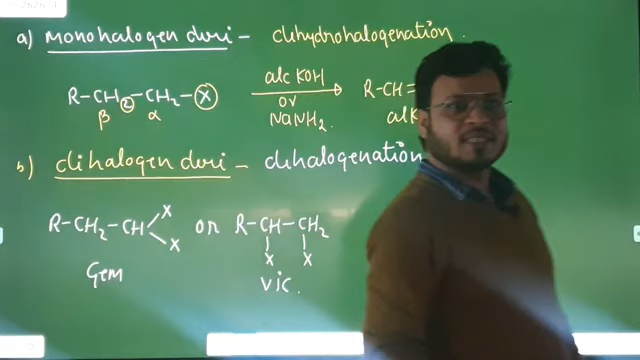 a) monohalogen deri - dehydrohalogenation.
R-CH₂-CH₂-X alc KOH or NaNH₂. R-CH=
β α alk
b) dihalogen deri - dehalogenation
R-CH₂-CH X X or R-CH-CH₂ X X
Gem vic.